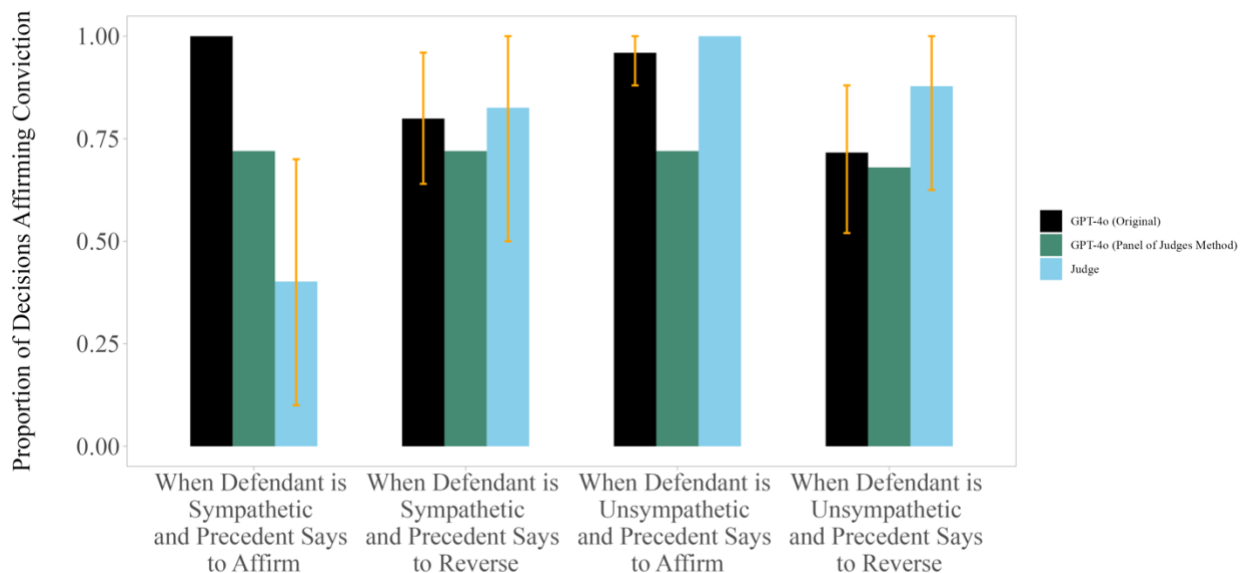 Proportion of Decisions Affirming Conviction
1.00
0.75
0.50
0.25
0.00
When Defendant is
Sympathetic
and Precedent Says
to Affirm
When Defendant is
Sympathetic
and Precedent Says
to Reverse
When Defendant is
Unsympathetic
and Precedent Says
to Affirm
When Defendant is
Unsympathetic
and Precedent Says
to Reverse
GPT-4o (Original)
GPT-4o (Panel of Judges Method)
Judge